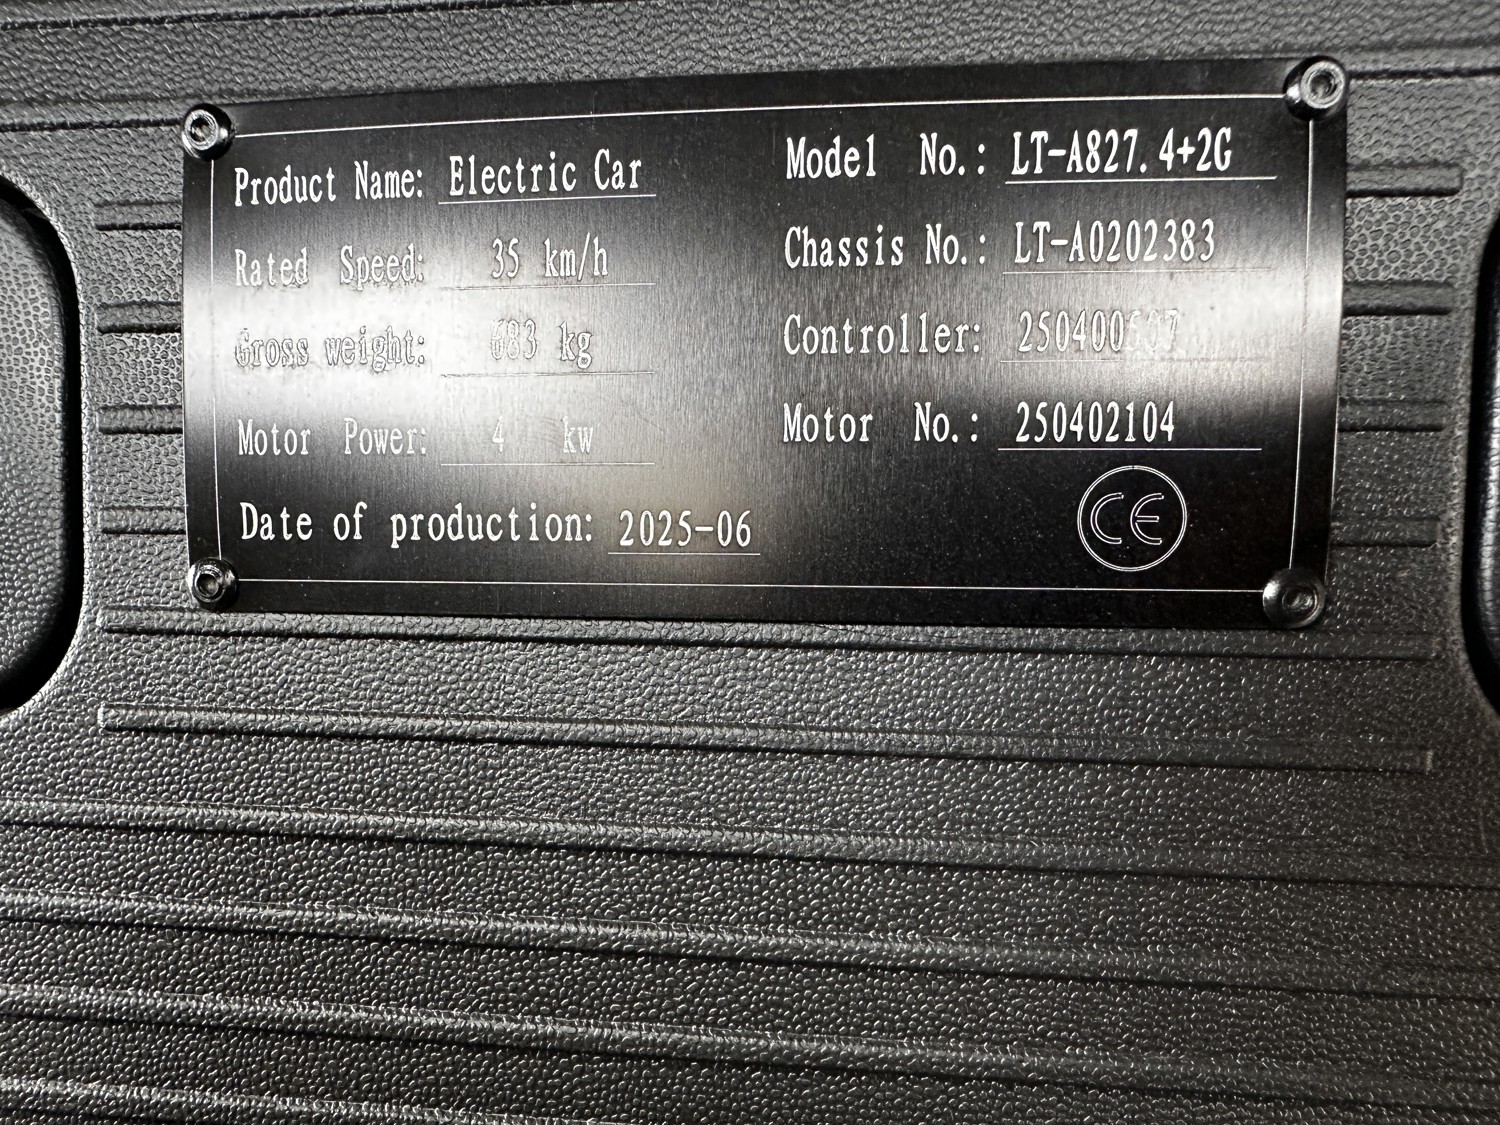 Product Name: Electric Car
Model No.: LT-A827.4+2G
Rated Speed: 35 km/h
Chassis No.: LT-A0202383
Gross weight: 683 kg
Controller:
Motor Power: 4 kw
Motor No.: 250402104
Date of production: 2025-06
CE